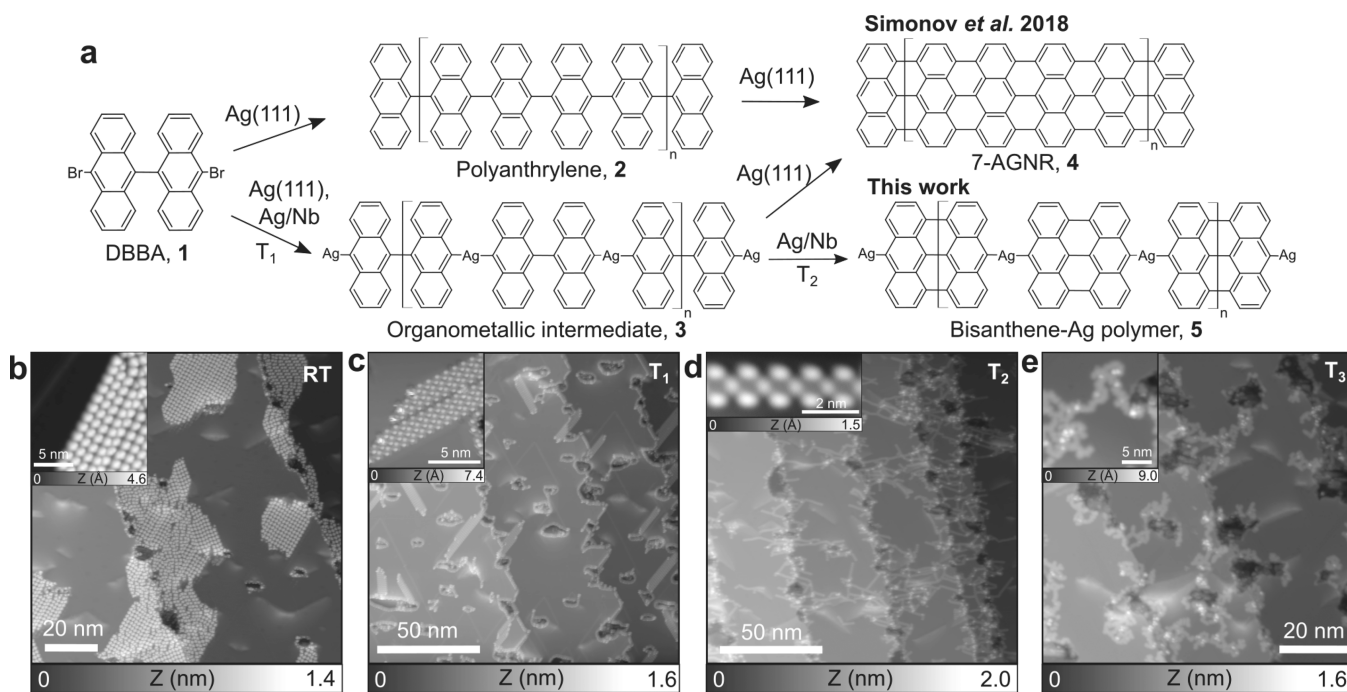 a
Simonov et al. 2018
Ag(111)
Ag(111)
n
n
Polyanthrylene, 2
7-AGNR, 4
Br
Br
DBBA, 1
Ag(111),
Ag/Nb
T1
Ag(111)
This work
Ag
Ag
Ag
Ag
Ag
n
Ag/Nb
T2
Ag
Ag
Ag
Ag
n
Organometallic intermediate, 3
Bisanthene-Ag polymer, 5
b
RT
5 nm
0 Z (Å) 4.6
20 nm
0 Z (nm) 1.4
c
T1
5 nm
0 Z (Å) 7.4
50 nm
0 Z (nm) 1.6
d
T2
2 nm
0 Z (Å) 1.5
50 nm
0 Z (nm) 2.0
e
T3
5 nm
0 Z (Å) 9.0
20 nm
0 Z (nm) 1.6